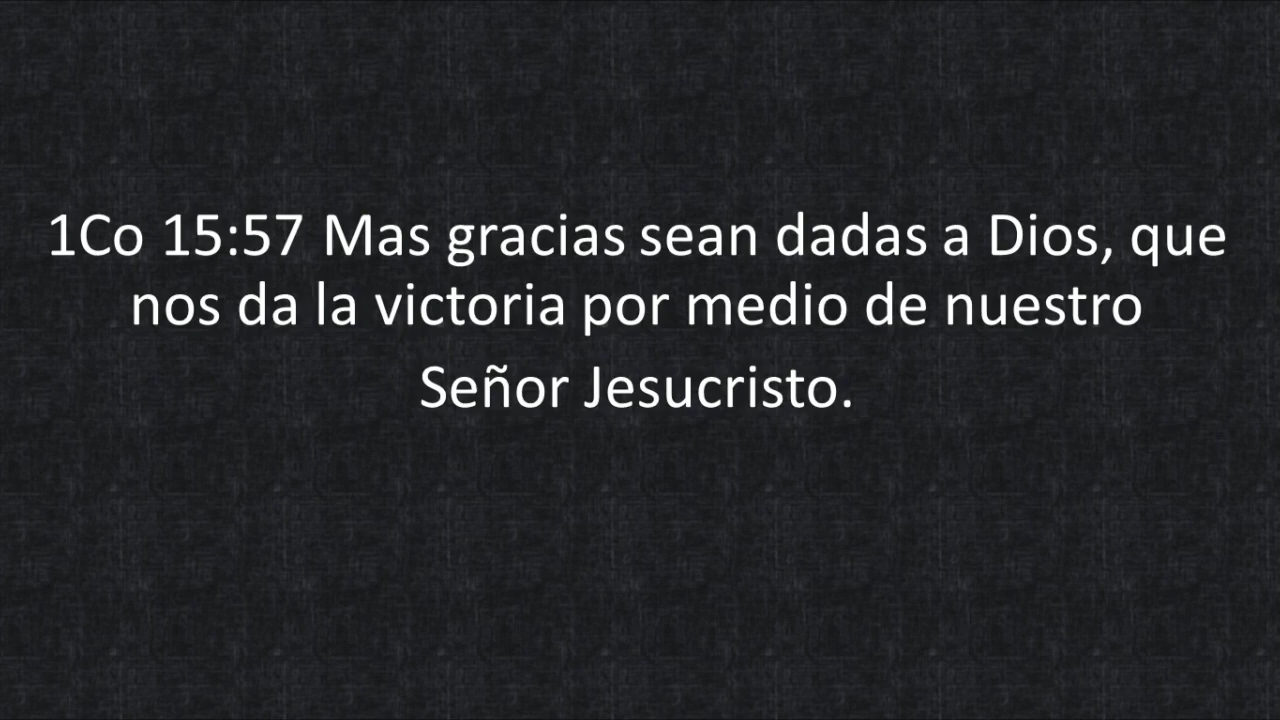 1Co 15:57 Mas gracias sean dadas a Dios, que
nos da la victoria por medio de nuestro
Señor Jesucristo.